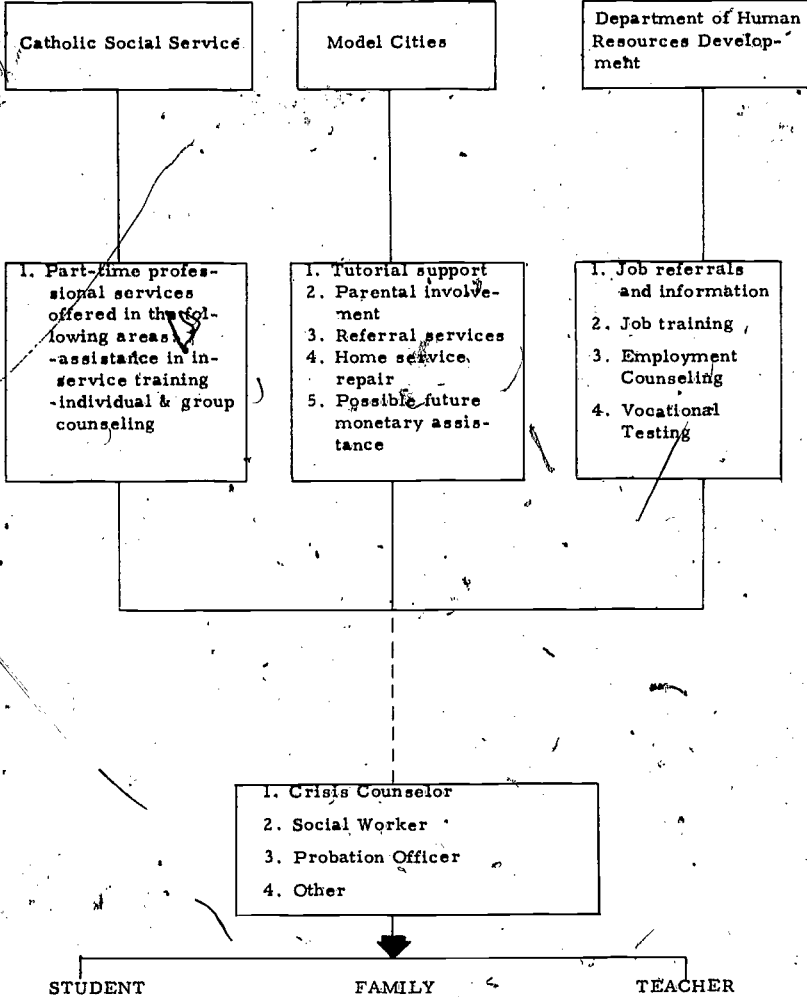 Catholic Social Service
Model Cities
Department of Human
Resources Develop-
ment
1. Part-time profes-
sional services
offered in the fol-
lowing areas:
-assistance in in-
service training
-individual & group
counseling
1. Tutorial support
2. Parental involve-
ment
3. Referral services
4. Home service
repair
5. Possible future
monetary assis-
tance
1. Job referrals
and information
2. Job training
3. Employment
Counseling
4. Vocational
Testing
1. Crisis Counselor
2. Social Worker
3. Probation Officer
4. Other
STUDENT
FAMILY
TEACHER